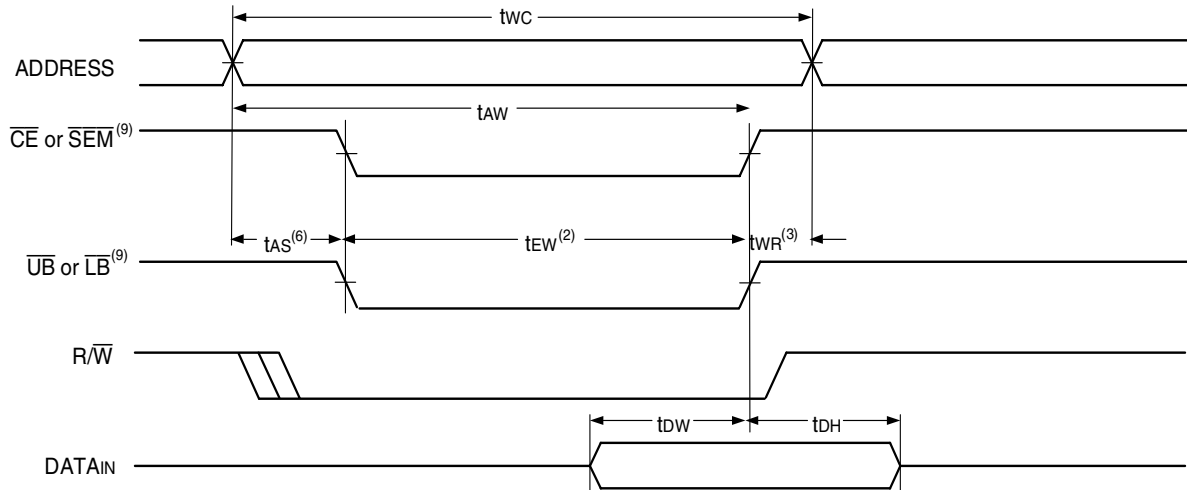 tWC
ADDRESS
tAW
CE or SEM(9)
tAS(6) tEW(2) tWR(3)
UB or LB(9)
R/W
tDW tDH
DATAIN